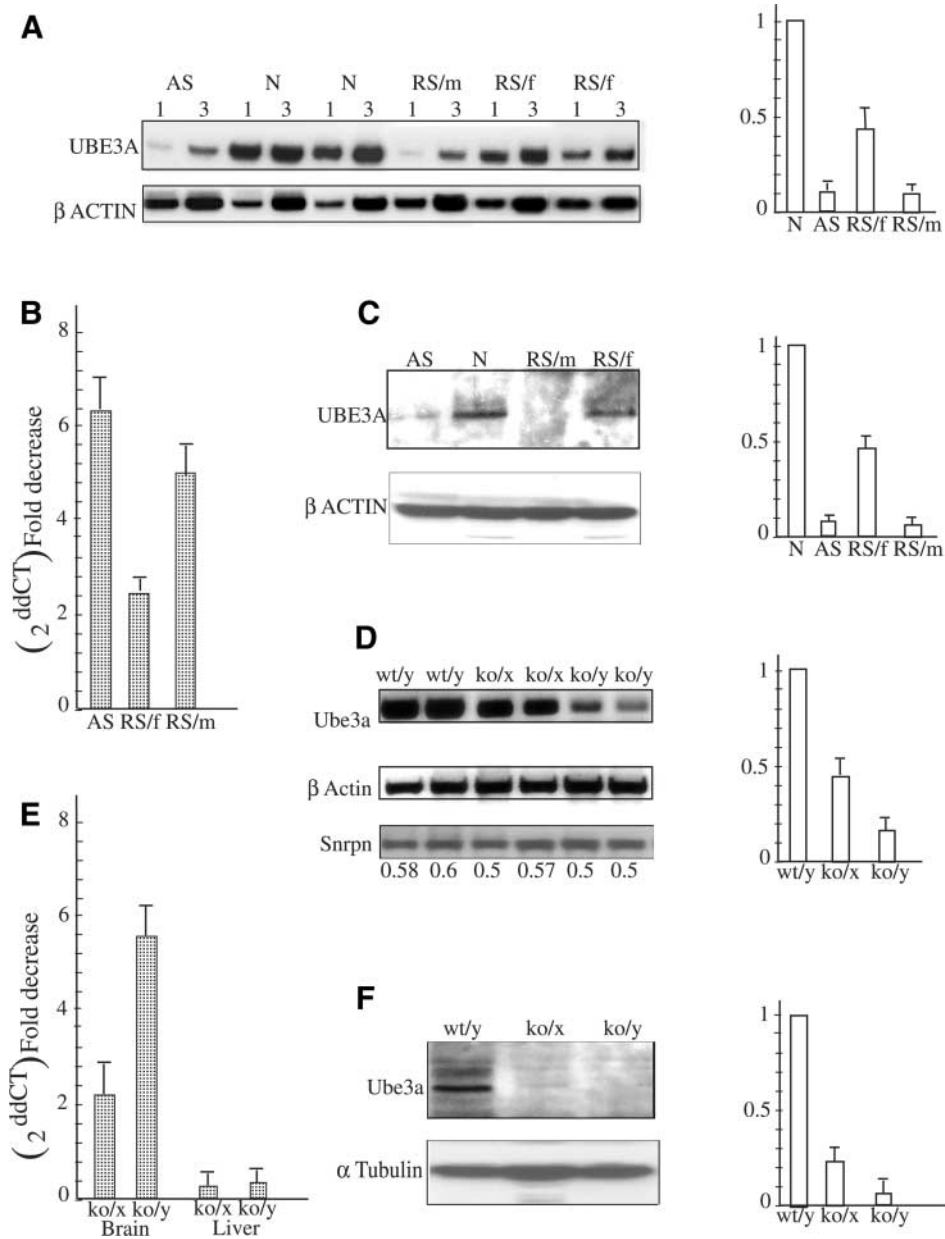 A
AS N N RS/m RS/f RS/f
1 3 1 3 1 3 1 3 1 3 1 3
UBE3A
β ACTIN
1
0.5
0
N AS RS/f RS/m
B
8
6
4
2
0
(2 ddCT) Fold decrease
AS RS/f RS/m
C
AS N RS/m RS/f
UBE3A
β ACTIN
1
0.5
0
N AS RS/f RS/m
D
wt/y wt/y ko/x ko/x ko/y ko/y
Ube3a
β Actin
Snrpn
0.58 0.6 0.5 0.57 0.5 0.5
1
0.5
0
wt/y ko/x ko/y
E
8
6
4
2
0
(2 ddCT) Fold decrease
ko/x ko/y ko/x ko/y
Brain Liver
F
wt/y ko/x ko/y
Ube3a
α Tubulin
1
0.5
0
wt/y ko/x ko/y